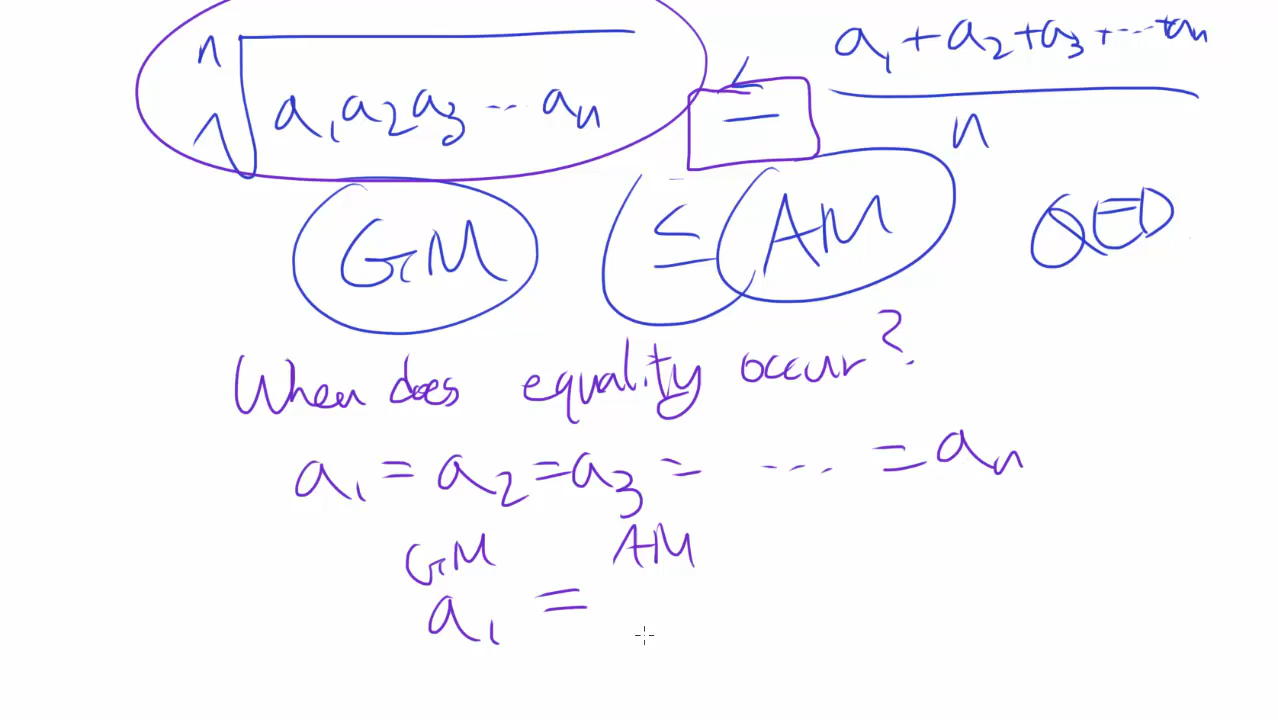 ⁿ√(a₁a₂a₃ ... aₙ) = (a₁+a₂+a₃+...+aₙ)/n
GM ≤ AM QED
When does equality occur?
a₁ = a₂ = a₃ = ... = aₙ
GM AM
a₁ =